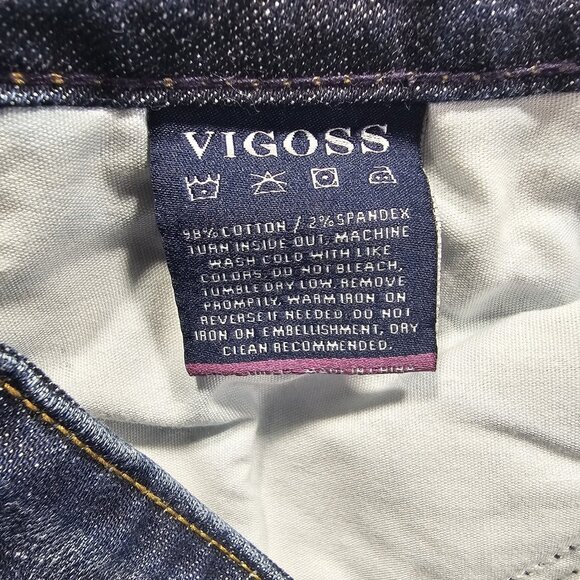 VIGOSS
98% COTTON / 2% SPANDEX
TURN INSIDE OUT, MACHINE
WASH COLD WITH LIKE
COLORS, DO NOT BLEACH,
TUMBLE DRY LOW, REMOVE
PROMPTLY, WARM IRON ON
REVERSE IF NEEDED. DO NOT
IRON ON EMBELLISHMENT, DRY
CLEAN RECOMMENDED.